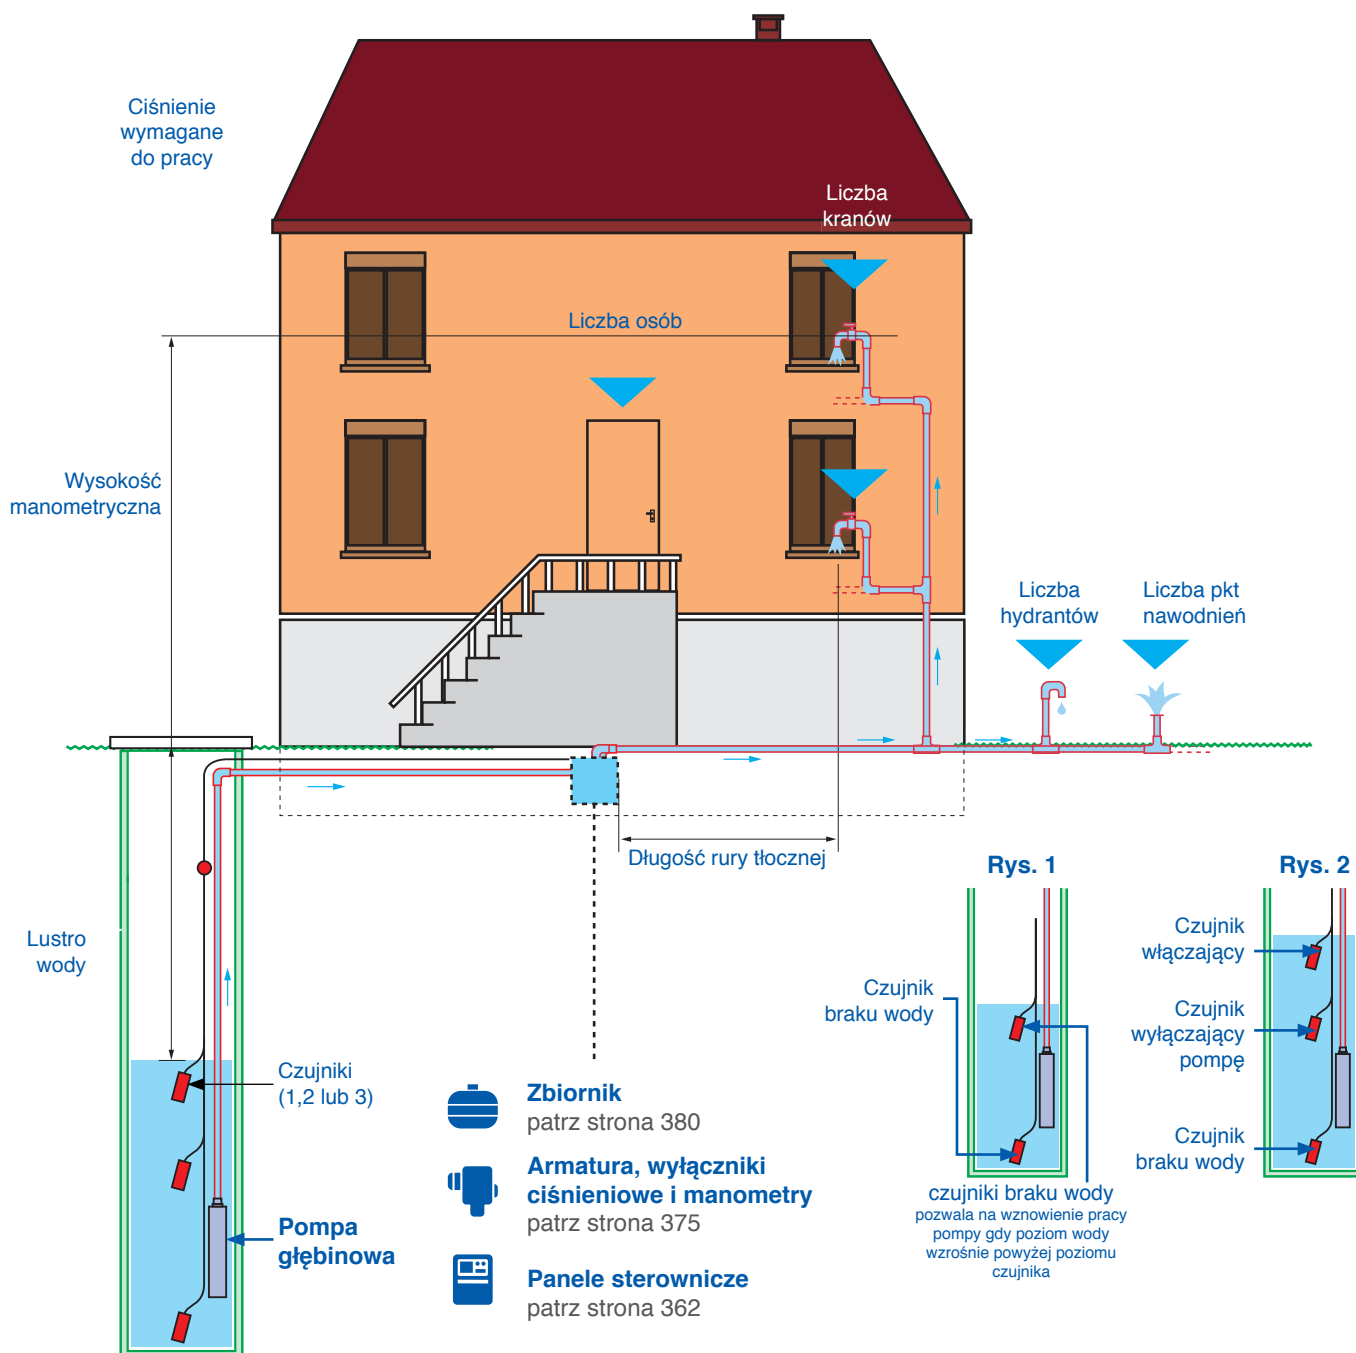 Ciśnienie
wymagane
do pracy
Liczba
kranów
Liczba osób
Wysokość
manometryczna
Liczba
hydrantów
Liczba pkt
nawodnień
Długość rury tłocznej
Lustro
wody
Czujniki
(1,2 lub 3)
Pompa
głębinowa
Zbiornik
patrz strona 380
Armatura, wyłączniki
ciśnieniowe i manometry
patrz strona 375
Panele sterownicze
patrz strona 362
Rys. 1
Czujnik
braku wody
czujniki braku wody
pozwala na wznowienie pracy
pompy gdy poziom wody
wzrośnie powyżej poziomu
czujnika
Rys. 2
Czujnik
włączający
Czujnik
wyłączający
pompę
Czujnik
braku wody